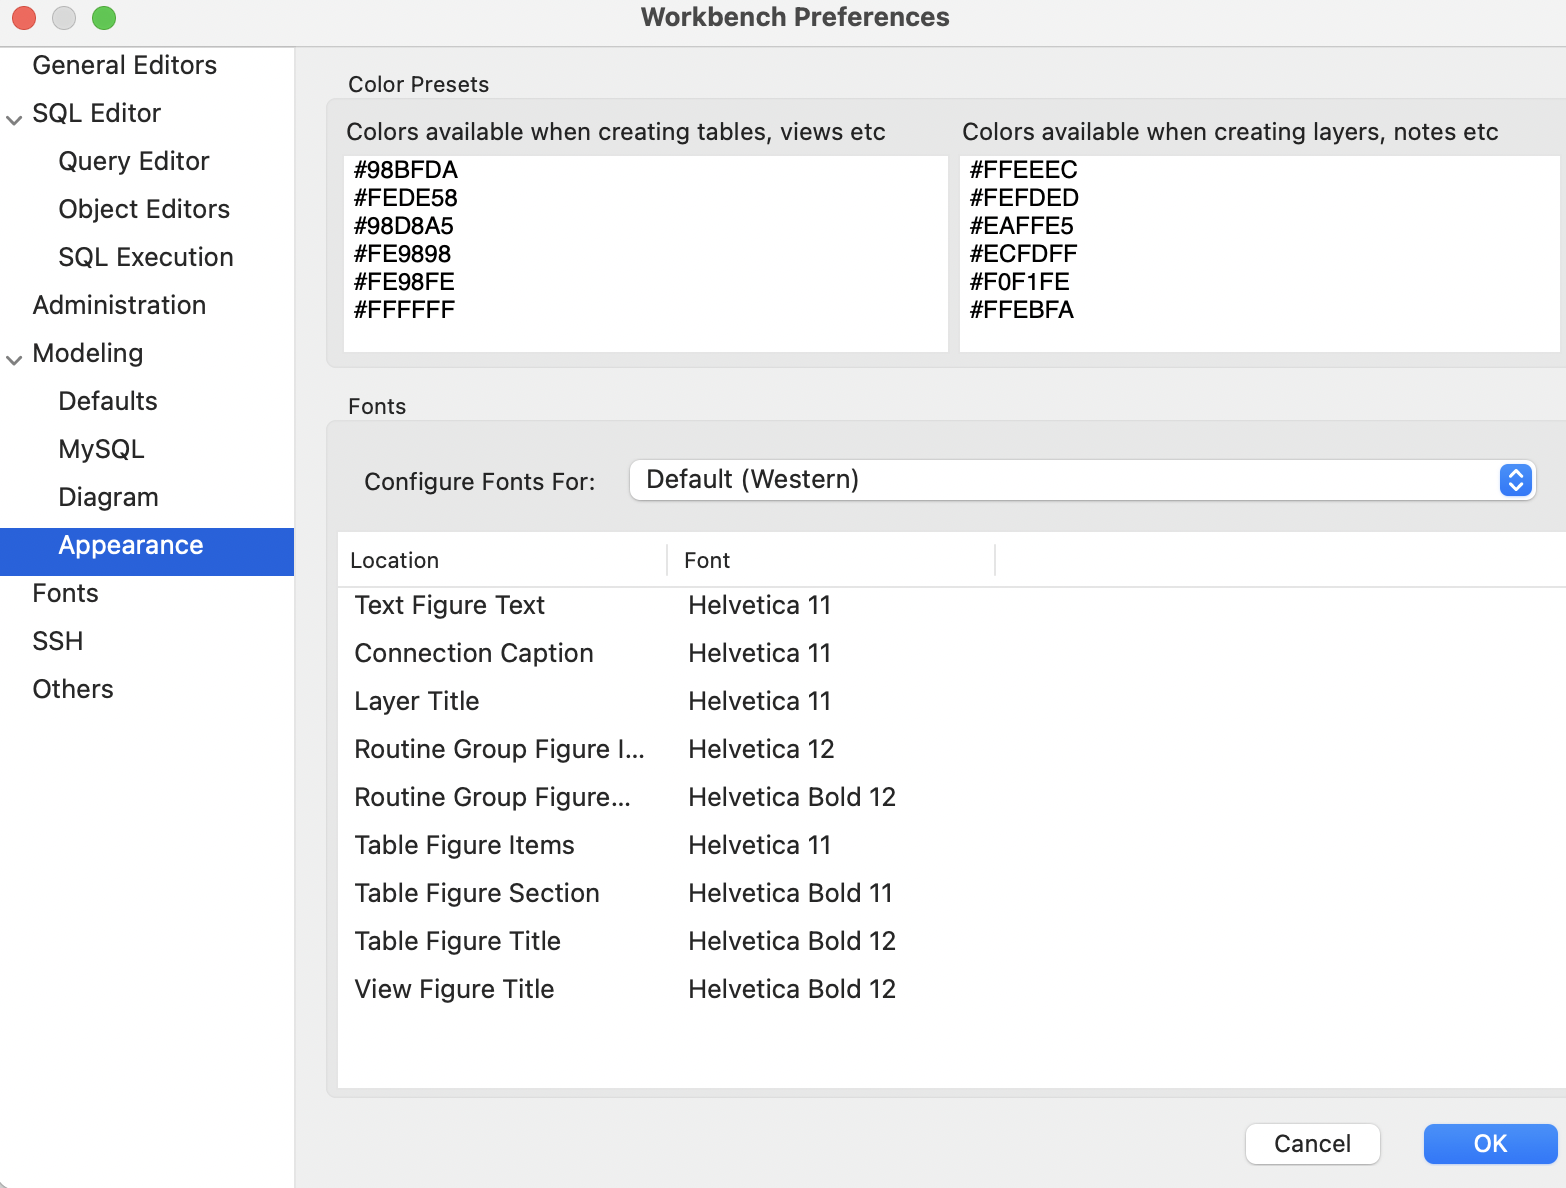 Workbench Preferences
General Editors
SQL Editor
Query Editor
Object Editors
SQL Execution
Administration
Modeling
Defaults
MySQL
Diagram
Appearance
Fonts
SSH
Others
Color Presets
Colors available when creating tables, views etc
#98BFDA
#FEDE58
#98D8A5
#FE9898
#FE98FE
#FFFFFF
Colors available when creating layers, notes etc
#FFEEEC
#FEFDED
#EAFFE5
#ECFDFF
#F0F1FE
#FFEBFA
Fonts
Configure Fonts For: Default (Western)
Location Font
Text Figure Text Helvetica 11
Connection Caption Helvetica 11
Layer Title Helvetica 11
Routine Group Figure I... Helvetica 12
Routine Group Figure... Helvetica Bold 12
Table Figure Items Helvetica 11
Table Figure Section Helvetica Bold 11
Table Figure Title Helvetica Bold 12
View Figure Title Helvetica Bold 12
Cancel OK